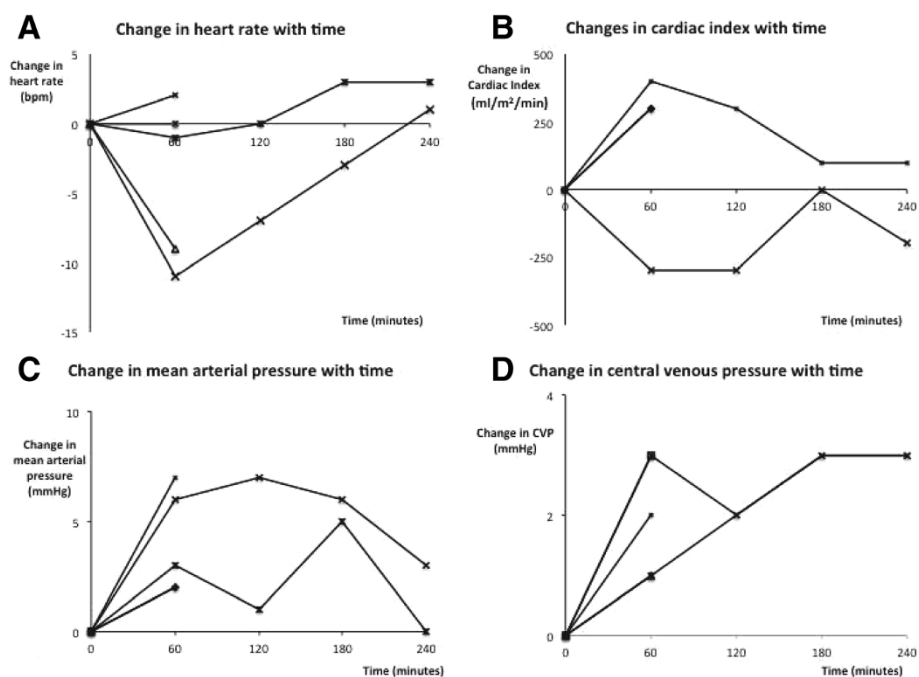 A
Change in heart rate with time
Change in
heart rate
(bpm)
5
0
-5
-10
-15
0
60
120
180
240
Time (minutes)
B
Changes in cardiac index with time
Change in
Cardiac Index
(ml/m²/min)
500
250
0
-250
-500
0
60
120
180
240
Time (minutes)
C
Change in mean arterial pressure with time
Change in
mean arterial
pressure
(mmHg)
10
5
0
0
60
120
180
240
Time (minutes)
D
Change in central venous pressure with time
Change in CVP
(mmHg)
4
2
0
0
60
120
180
240
Time (minutes)